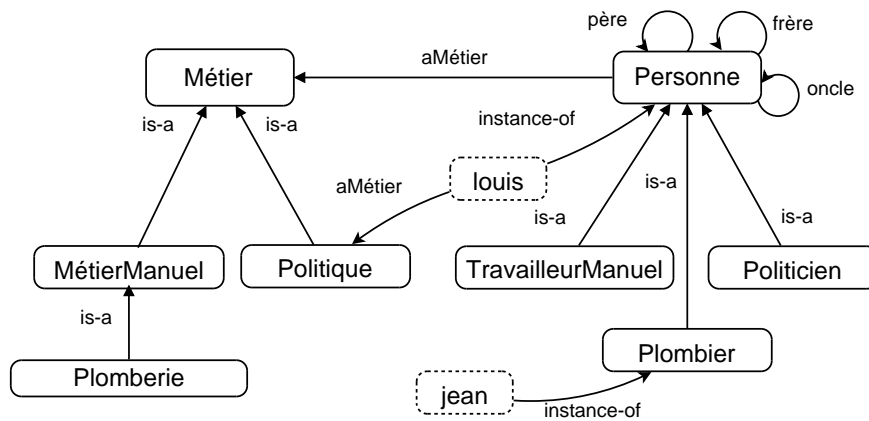 père
frère
aMétier
Métier
Personne
oncle
is-a
is-a
instance-of
aMétier
louis
is-a
is-a
is-a
MétierManuel
Politique
TravailleurManuel
Politicien
is-a
Plomberie
Plombier
jean
instance-of